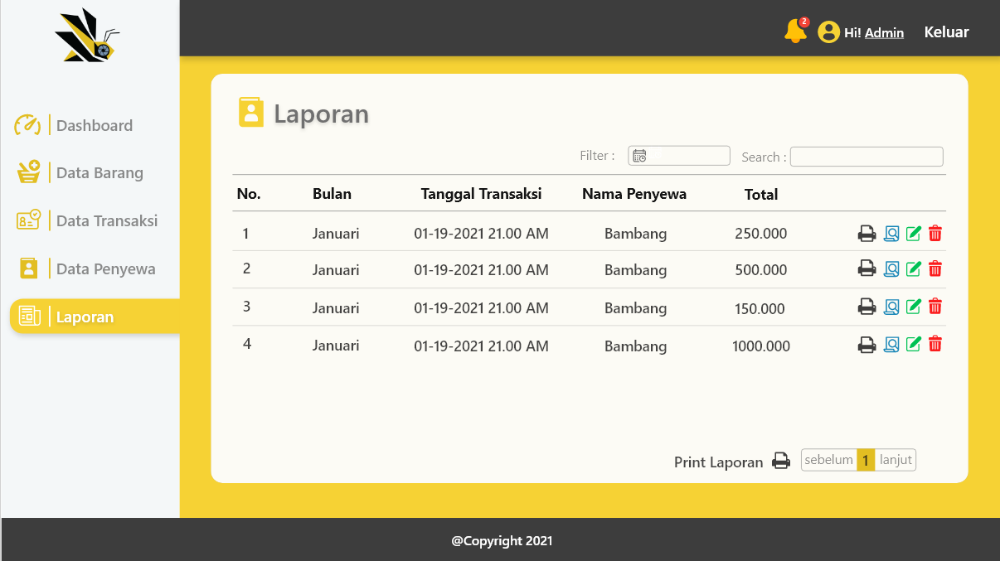 2
Hi! Admin
Keluar
Dashboard
Data Barang
Data Transaksi
Data Penyewa
Laporan
Laporan
Filter :
Search :
No. Bulan Tanggal Transaksi Nama Penyewa Total
1 Januari 01-19-2021 21.00 AM Bambang 250.000
2 Januari 01-19-2021 21.00 AM Bambang 500.000
3 Januari 01-19-2021 21.00 AM Bambang 150.000
4 Januari 01-19-2021 21.00 AM Bambang 1000.000
Print Laporan
sebelum 1 lanjut
@Copyright 2021